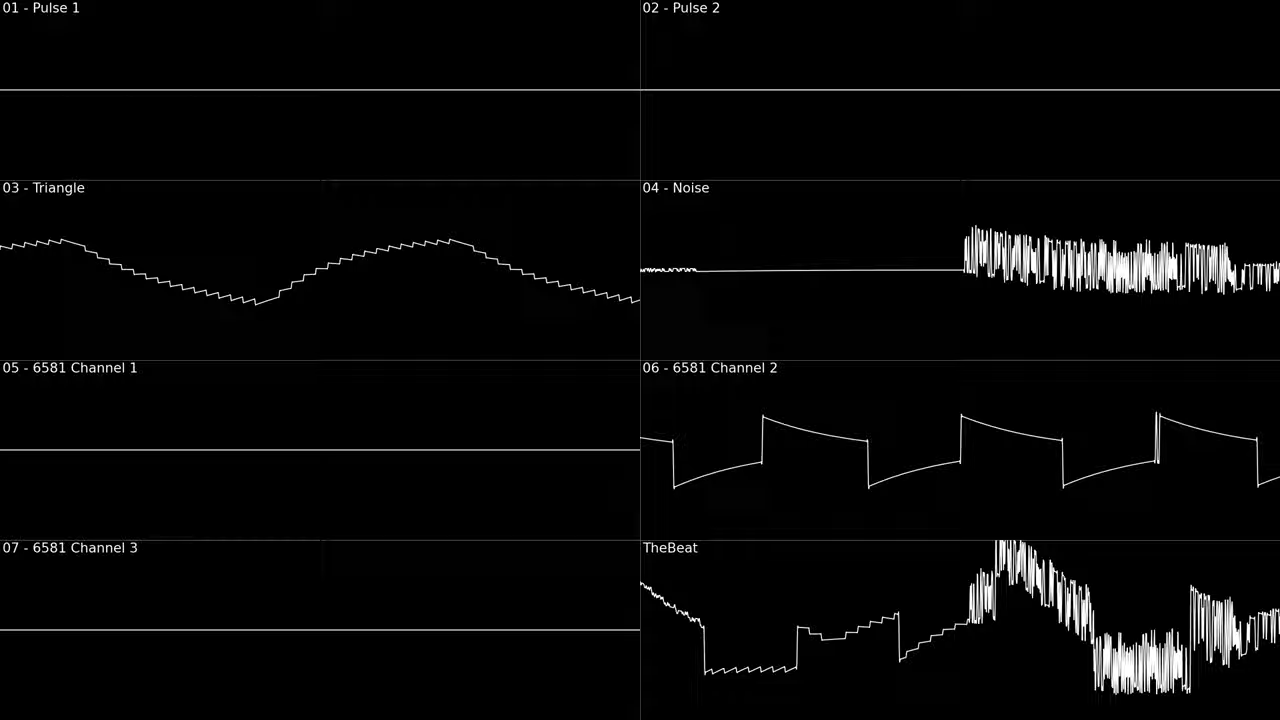 01 - Pulse 1
02 - Pulse 2
03 - Triangle
04 - Noise
05 - 6581 Channel 1
06 - 6581 Channel 2
07 - 6581 Channel 3
TheBeat